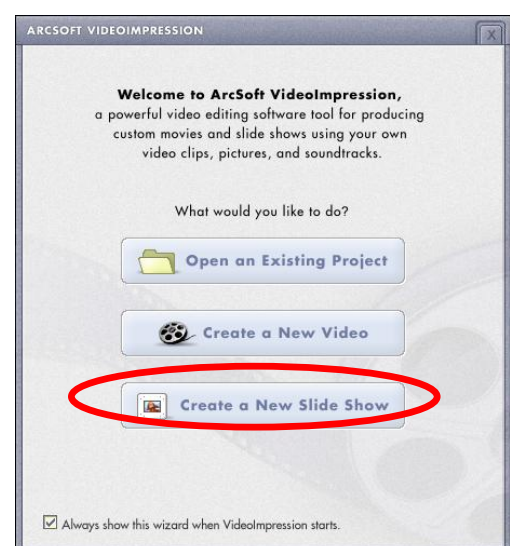 ARCSOFT VIDEOIMPRESSION
X
Welcome to ArcSoft VideoImpression,
a powerful video editing software tool for producing
custom movies and slide shows using your own
video clips, pictures, and soundtracks.
What would you like to do?
Open an Existing Project
Create a New Video
Create a New Slide Show
Always show this wizard when VideoImpression starts.